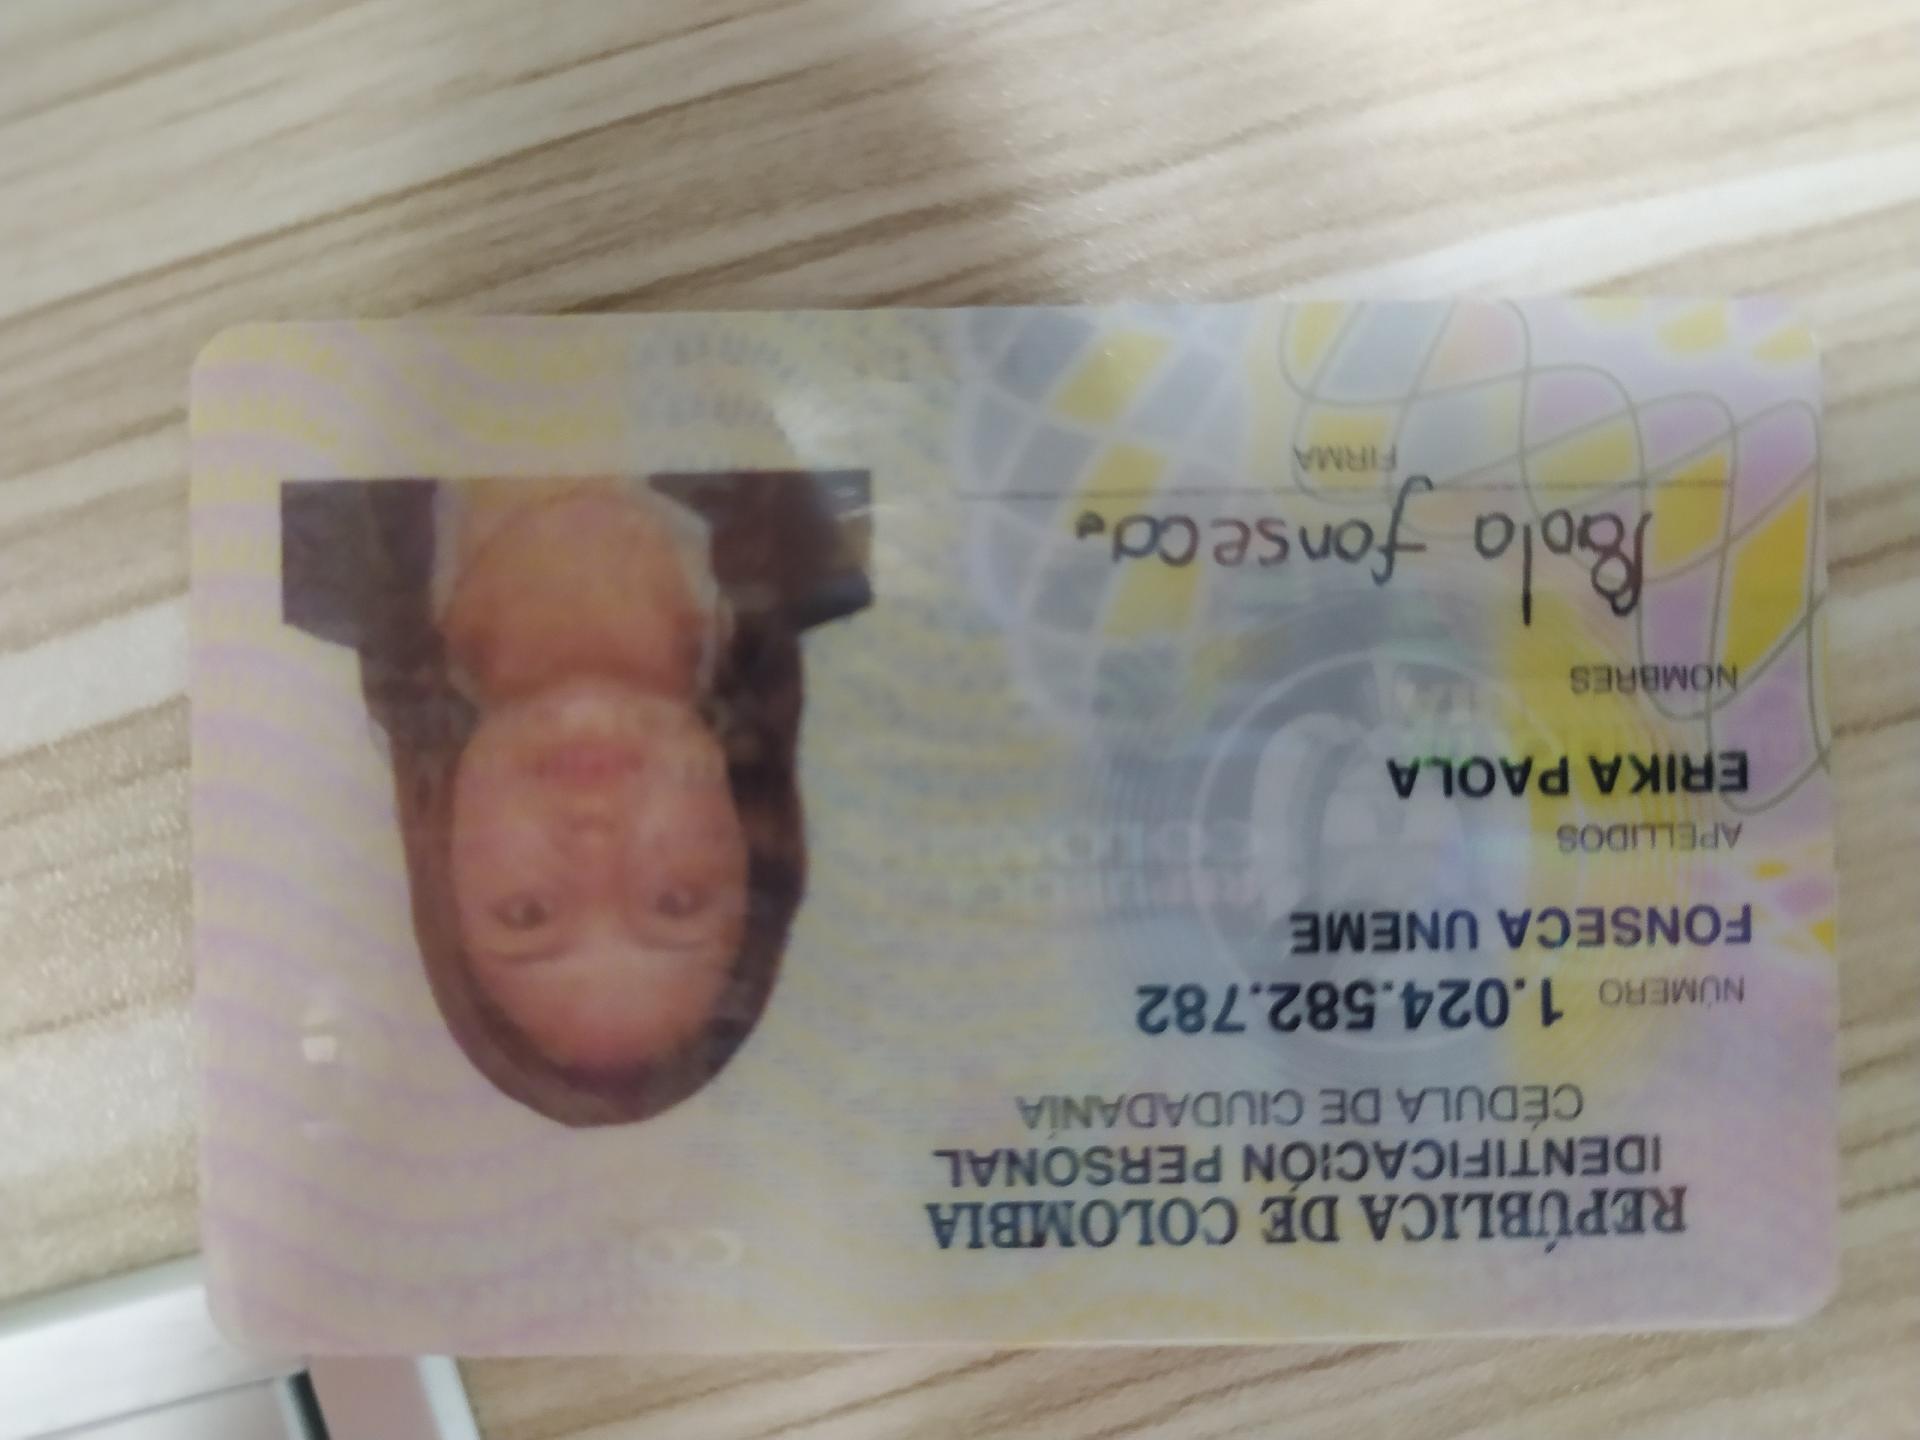 REPÚBLICA DE COLOMBIA
IDENTIFICACIÓN PERSONAL
CÉDULA DE CIUDADANÍA
NÚMERO 1.024.582.782
FONSECA UNEME
APELLIDOS
ERIKA PAOLA
NOMBRES
Paola fonseca
FIRMA